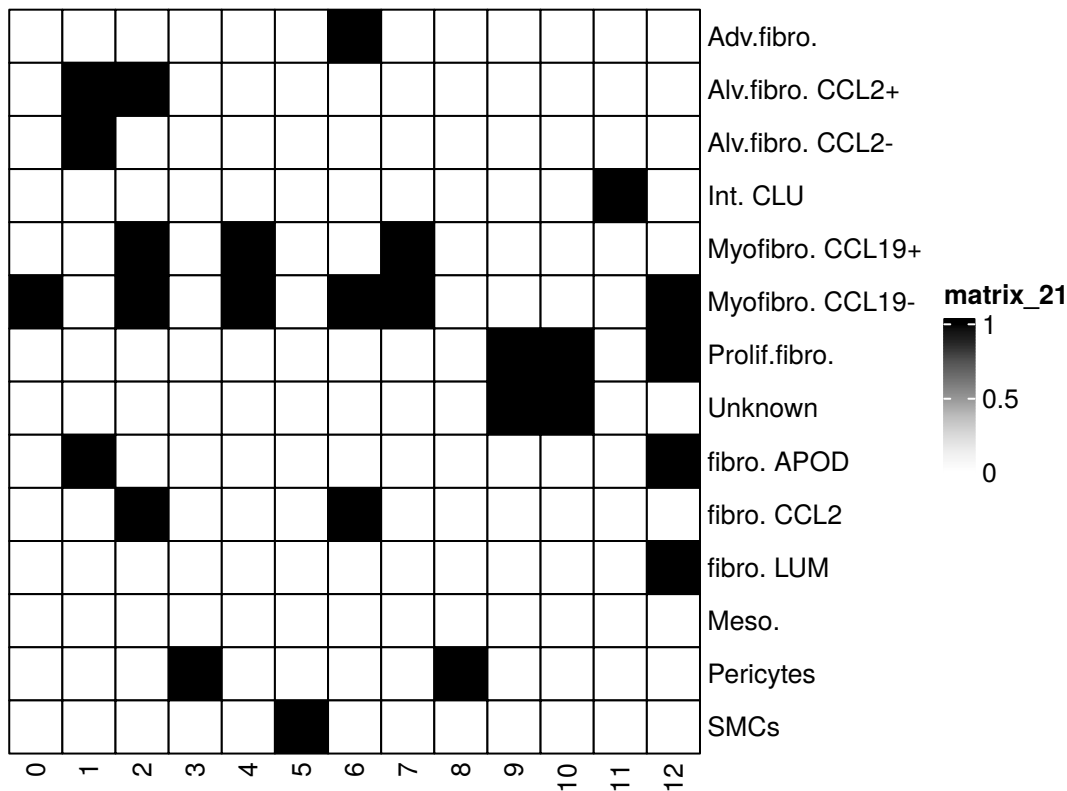 Adv.fibro.
Alv.fibro. CCL2+
Alv.fibro. CCL2-
Int. CLU
Myofibro. CCL19+
Myofibro. CCL19-
Prolif.fibro.
Unknown
fibro. APOD
fibro. CCL2
fibro. LUM
Meso.
Pericytes
SMCs
0 1 2 3 4 5 6 7 8 9 10 11 12
matrix_21
1
0.5
0